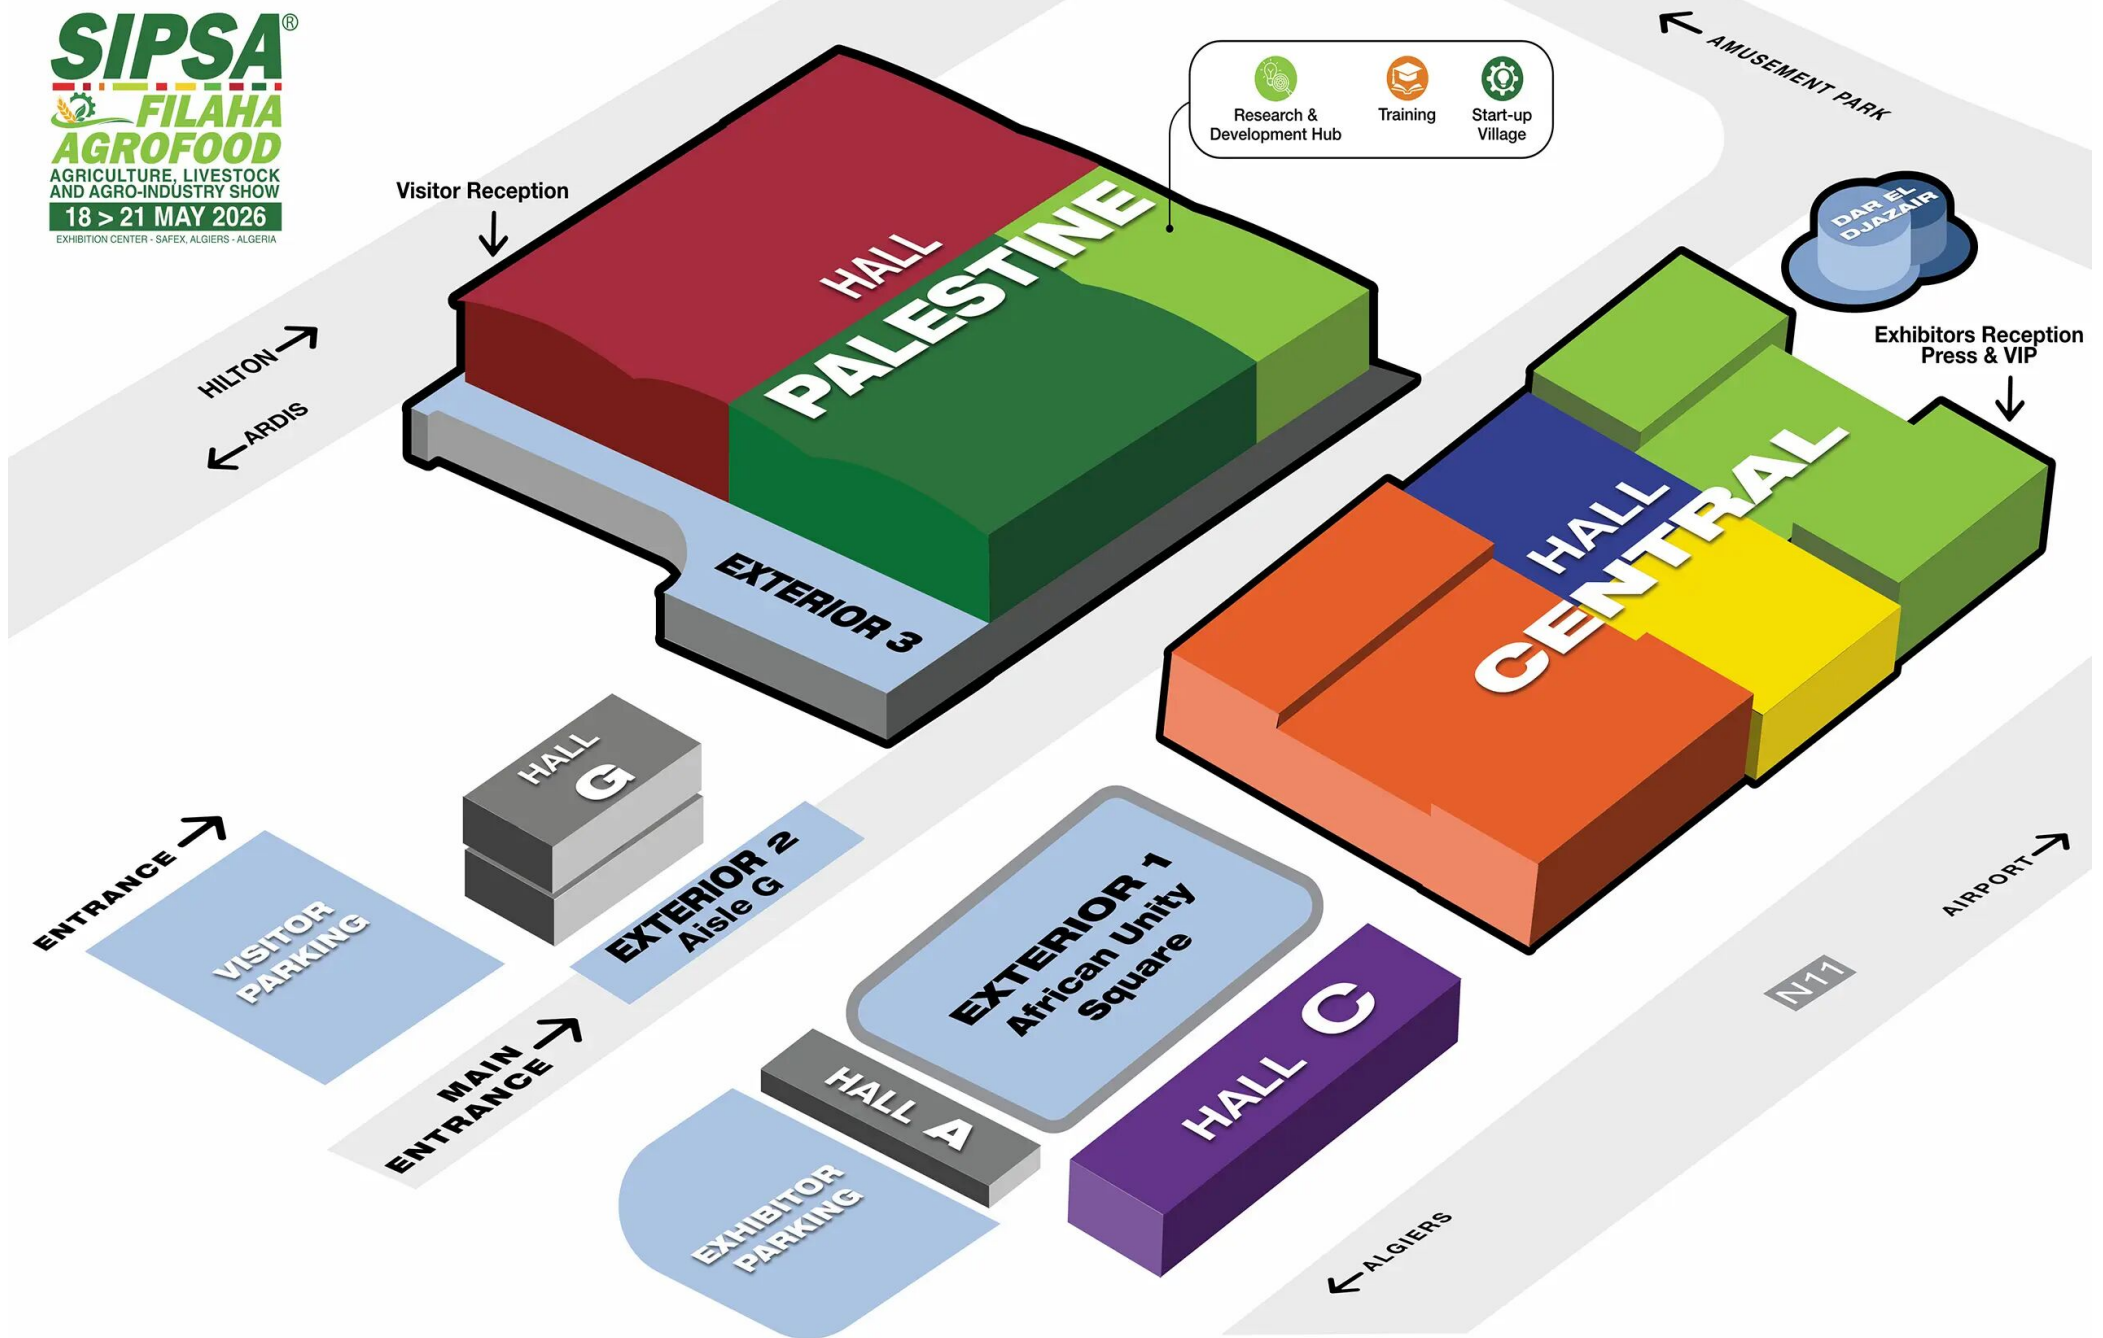 SIPSA®
FILAHA
AGROFOOD
AGRICULTURE, LIVESTOCK
AND AGRO-INDUSTRY SHOW
18 > 21 MAY 2026
EXHIBITION CENTER - SAFEX, ALGIERS - ALGERIA
Visitor Reception
Research &
Development Hub
Training
Start-up
Village
AMUSEMENT PARK
DAR EL
DJAZAIR
Exhibitors Reception
Press & VIP
HALL
PALESTINE
HILTON
ARDIS
EXTERIOR 3
HALL
CENTRAL
HALL
G
EXTERIOR 2
Aisle G
ENTRANCE
VISITOR
PARKING
MAIN
ENTRANCE
EXTERIOR 1
African Unity
Square
HALL A
HALL C
EXHIBITOR
PARKING
AIRPORT
N11
ALGIERS